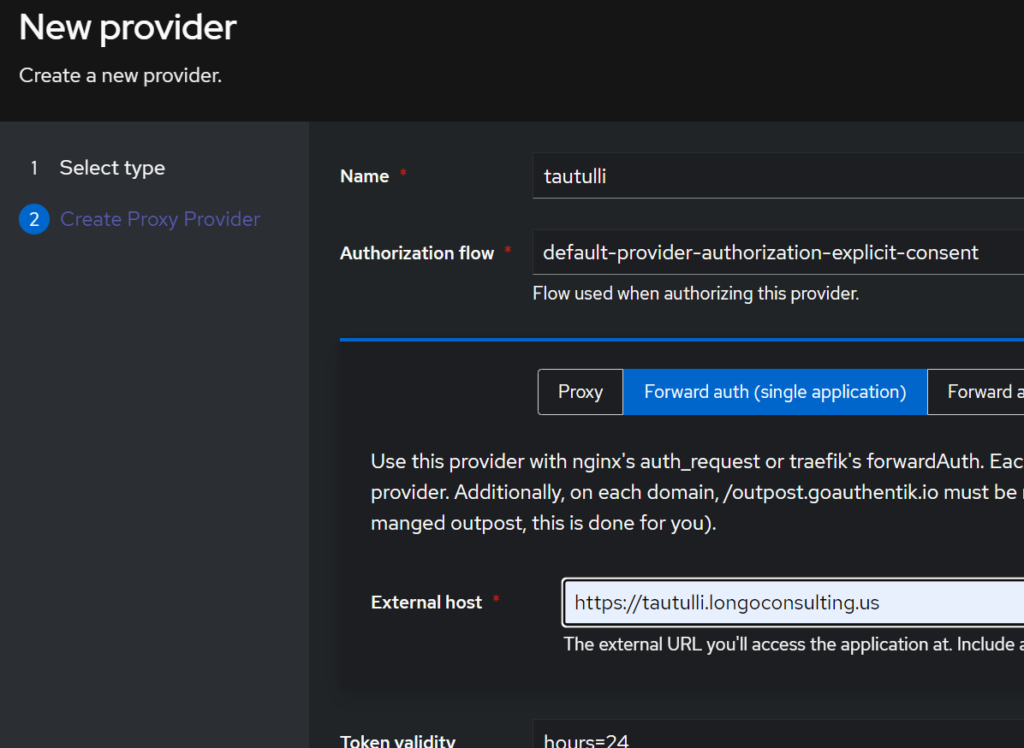 New provider
Create a new provider.
1 Select type
2 Create Proxy Provider
Name * tautulli
Authorization flow * default-provider-authorization-explicit-consent
Flow used when authorizing this provider.
Proxy Forward auth (single application) Forward a
Use this provider with nginx's auth_request or traefik's forwardAuth. Eac
provider. Additionally, on each domain, /outpost.goauthentik.io must be
manged outpost, this is done for you).
External host * https://tautulli.longoconsulting.us
The external URL you'll access the application at. Include a
Token validity hours=24